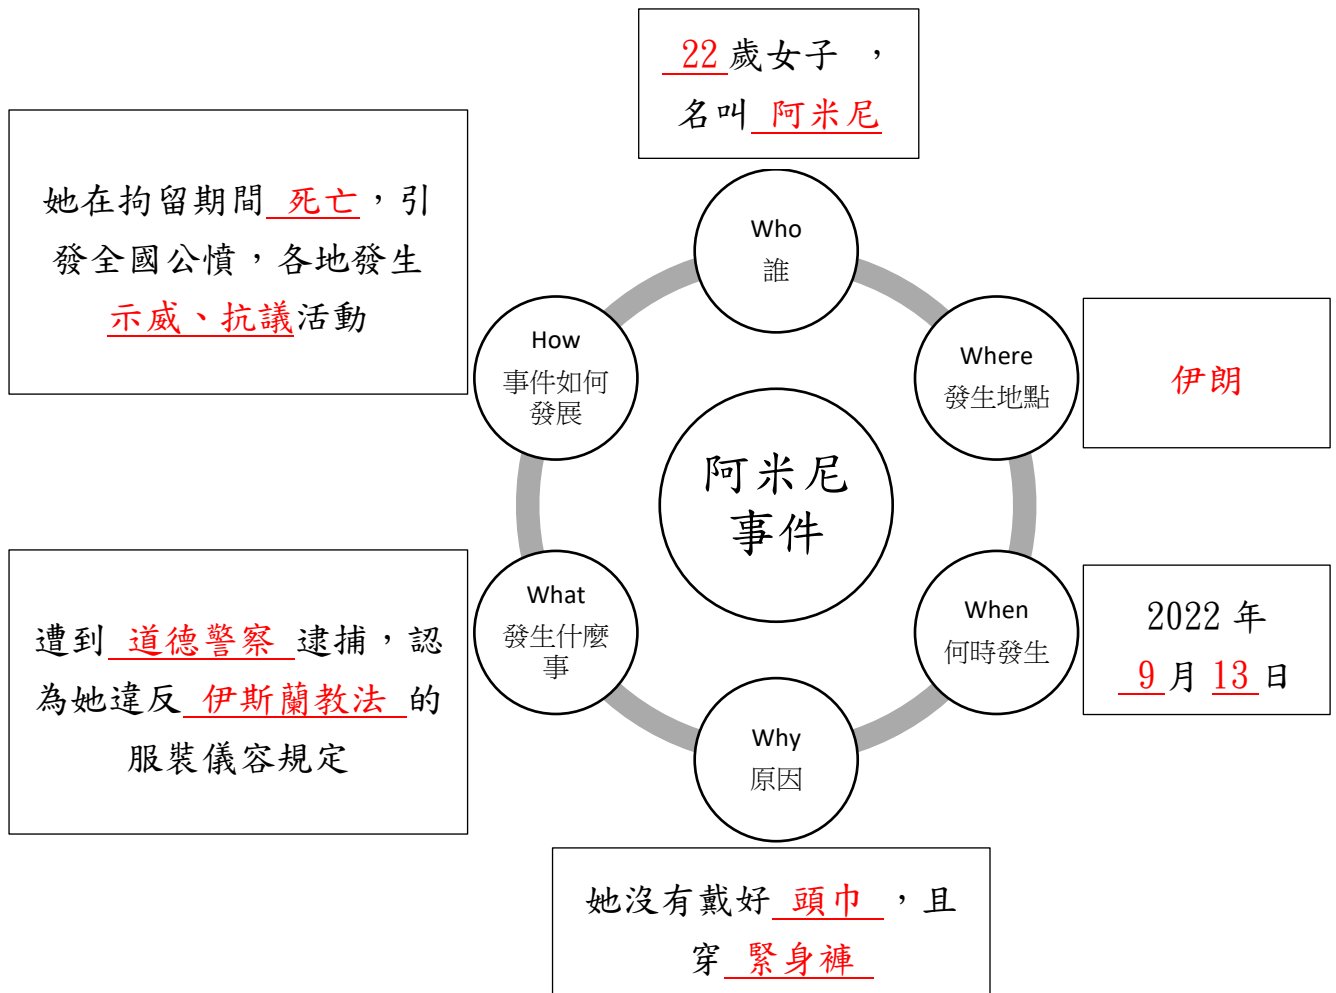 22歲女子，
名叫 阿米尼
Who
誰
她在拘留期間 死亡，引
發全國公憤，各地發生
示威、抗議活動
How
事件如何
發展
Where
發生地點
伊朗
阿米尼
事件
遭到 道德警察 逮捕，認
為她違反 伊斯蘭教法 的
服裝儀容規定
What
發生什麼
事
When
何時發生
2022 年
9月 13日
Why
原因
她沒有戴好 頭巾 ，且
穿 緊身褲